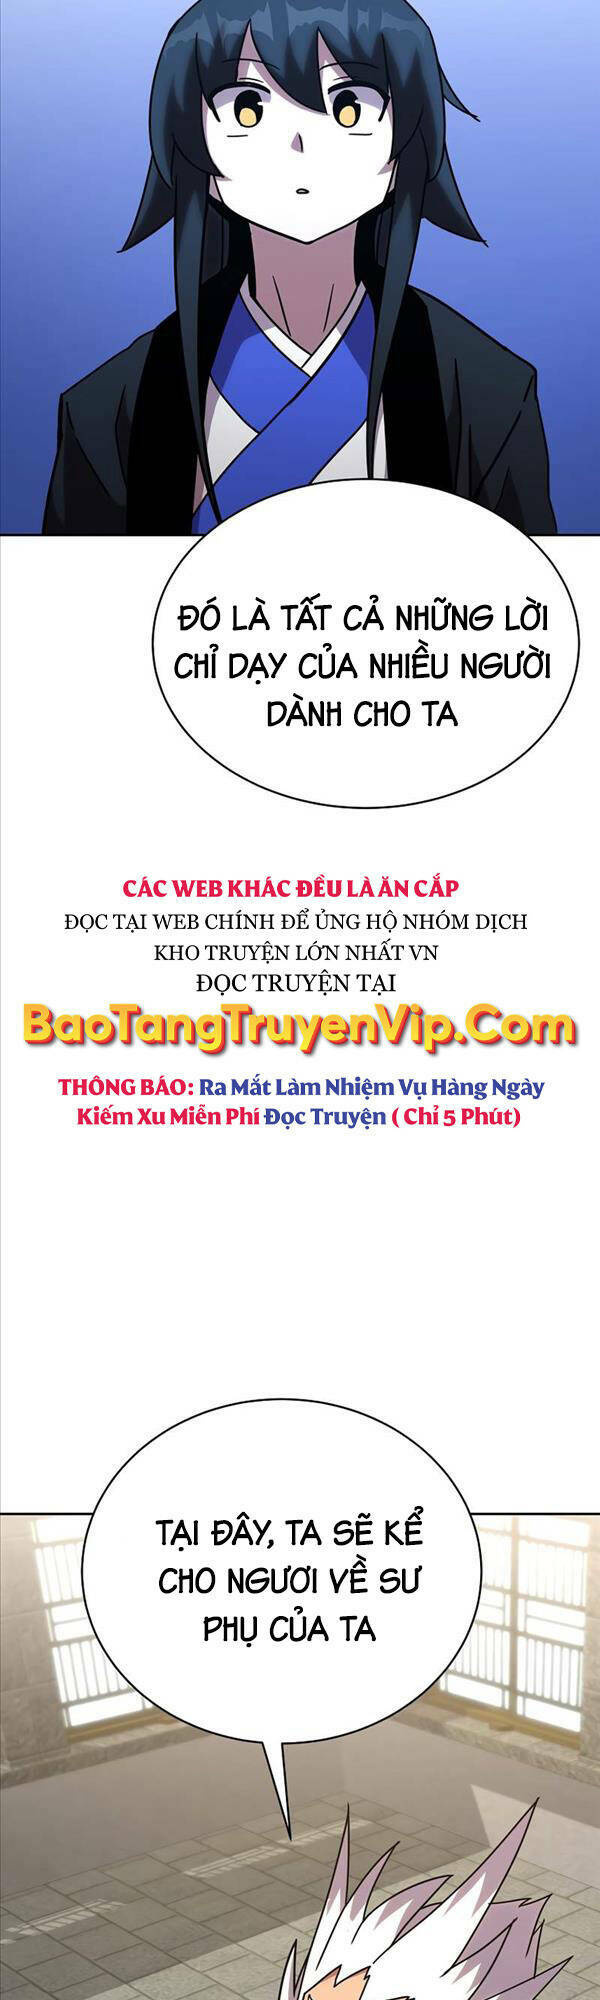 ĐÓ LÀ TẤT CẢ NHỮNG LỜI
CHỈ DẠY CỦA NHIỀU NGƯỜI
DÀNH CHO TA
CÁC WEB KHÁC ĐỀU LÀ ĂN CẮP
ĐỌC TẠI WEB CHÍNH ĐỂ ỦNG HỘ NHÓM DỊCH
KHO TRUYỆN LỚN NHẤT VN
ĐỌC TRUYỆN TẠI
BaoTangTruyenVip.Com
THÔNG BÁO: Ra Mắt Làm Nhiệm Vụ Hàng Ngày
Kiếm Xu Miễn Phí Đọc Truyện ( Chỉ 5 Phút)
TẠI ĐÂY, TA SẼ KỂ
CHO NGƯƠI VỀ SƯ
PHỤ CỦA TA